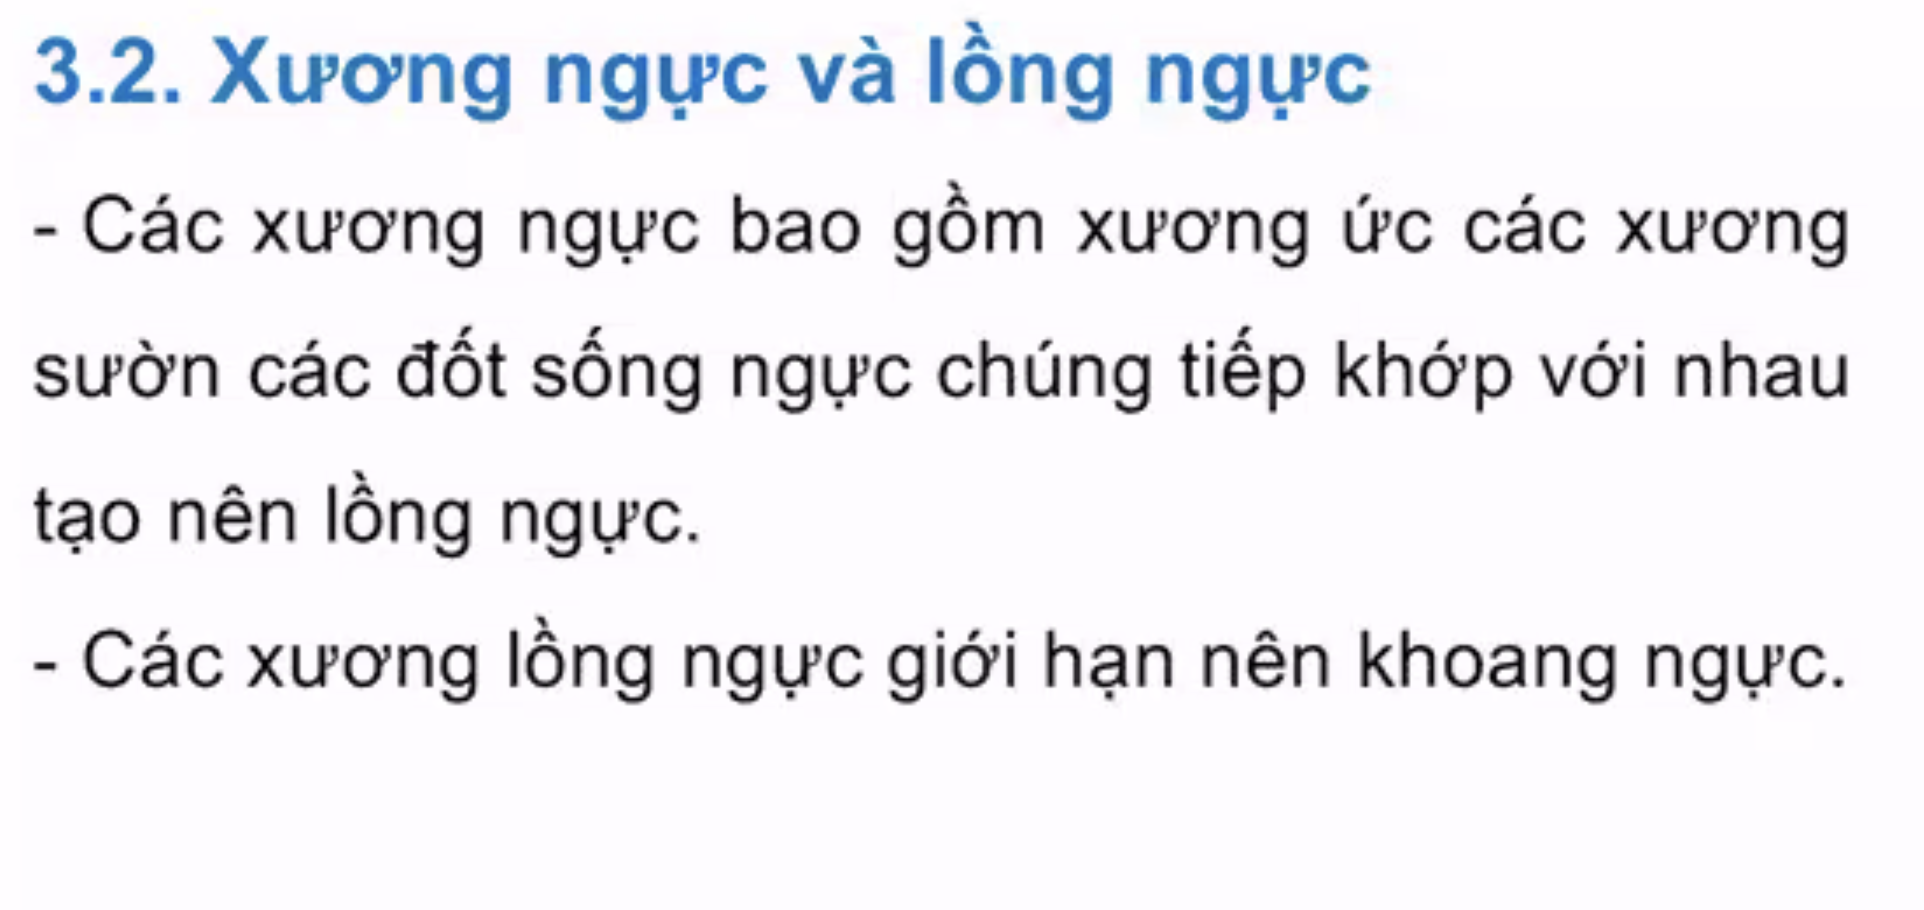 3.2. Xương ngực và lồng ngực
- Các xương ngực bao gồm xương ức các xương
sườn các đốt sống ngực chúng tiếp khớp với nhau
tạo nên lồng ngực.
- Các xương lồng ngực giới hạn nên khoang ngực.